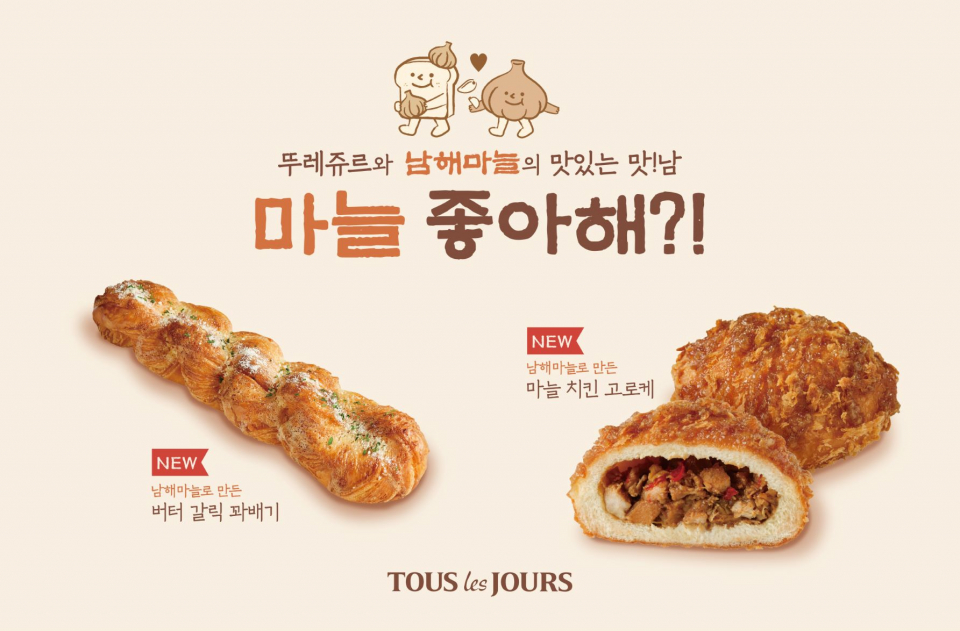 뚜레쥬르와 남해마늘의 맛있는 맛!남
마늘 좋아해?!
NEW
남해마늘로 만든
마늘 치킨 고로케
NEW
남해마늘로 만든
버터 갈릭 꽈배기
TOUS les JOURS